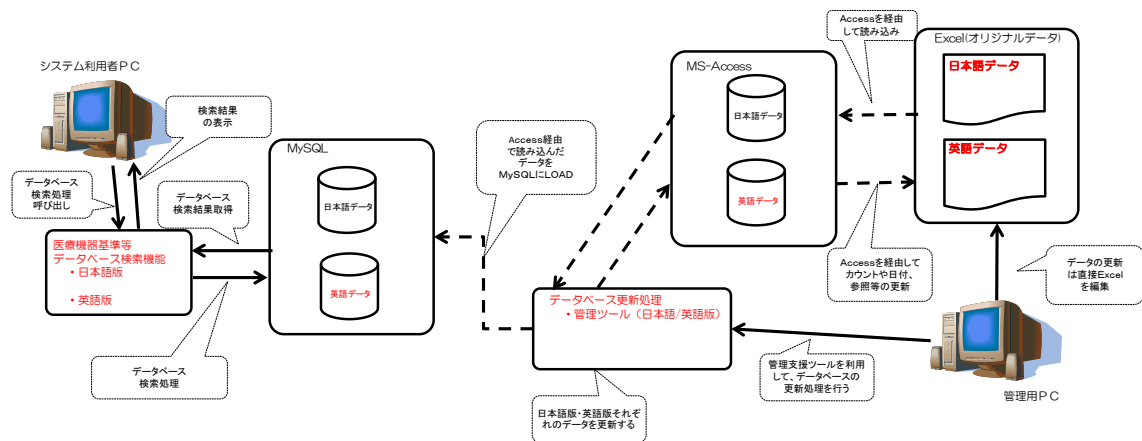 システム利用者ＰＣ
検索結果
の表示
データベース
検索処理
呼び出し
データベース
検索結果取得
医療機器基準等
データベース検索機能
・日本語版
・英語版
データベース
検索処理
MySQL
日本語データ
英語データ
Access経由
で読み込んだ
データを
MySQLにLOAD
MS-Access
日本語データ
英語データ
Accessを経由
して読み込み
Excel(オリジナルデータ)
日本語データ
英語データ
Accessを経由して
カウントや日付、
参照等の更新
データの更新
は直接Excel
を編集
データベース更新処理
・管理ツール（日本語/英語版）
管理支援ツールを利用
して、データベースの
更新処理を行う
日本語版・英語版それぞ
れのデータを更新する
管理用ＰＣ